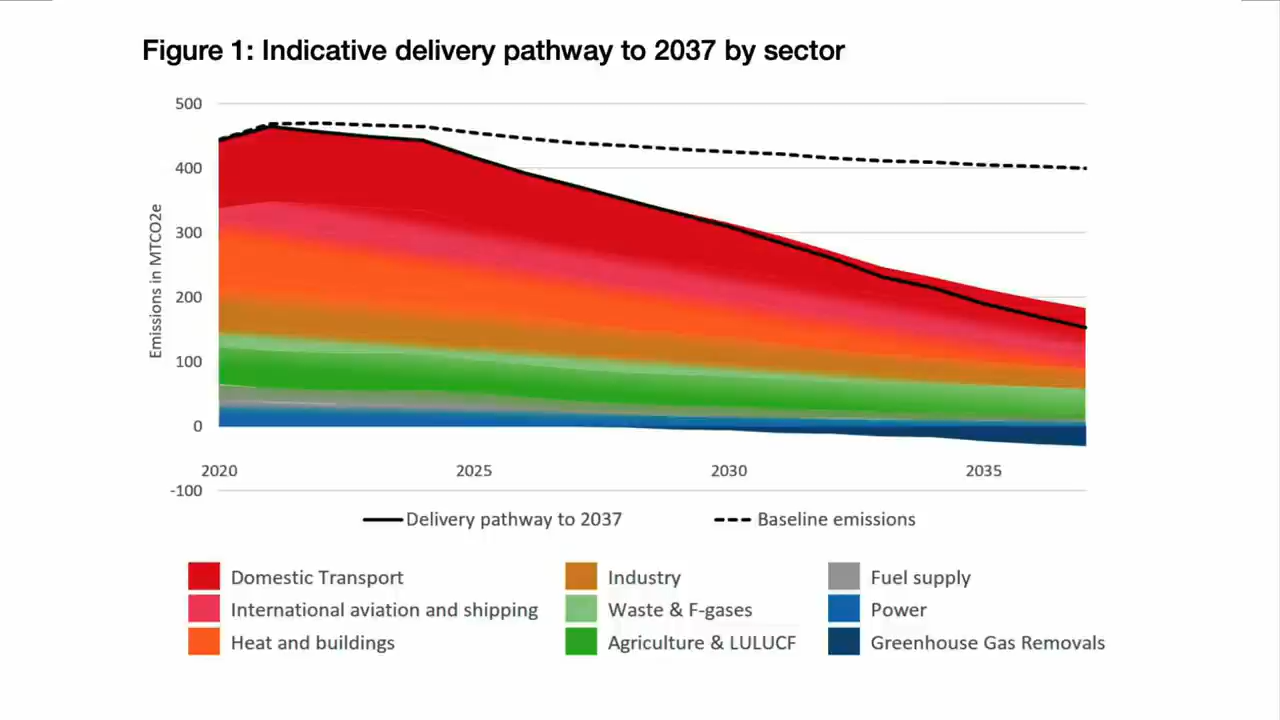 Figure 1: Indicative delivery pathway to 2037 by sector
Emissions in MTCO2e
500
400
300
200
100
0
-100
2020 2025 2030 2035
Delivery pathway to 2037 Baseline emissions
Domestic Transport Industry Fuel supply
International aviation and shipping Waste & F-gases Power
Heat and buildings Agriculture & LULUCF Greenhouse Gas Removals